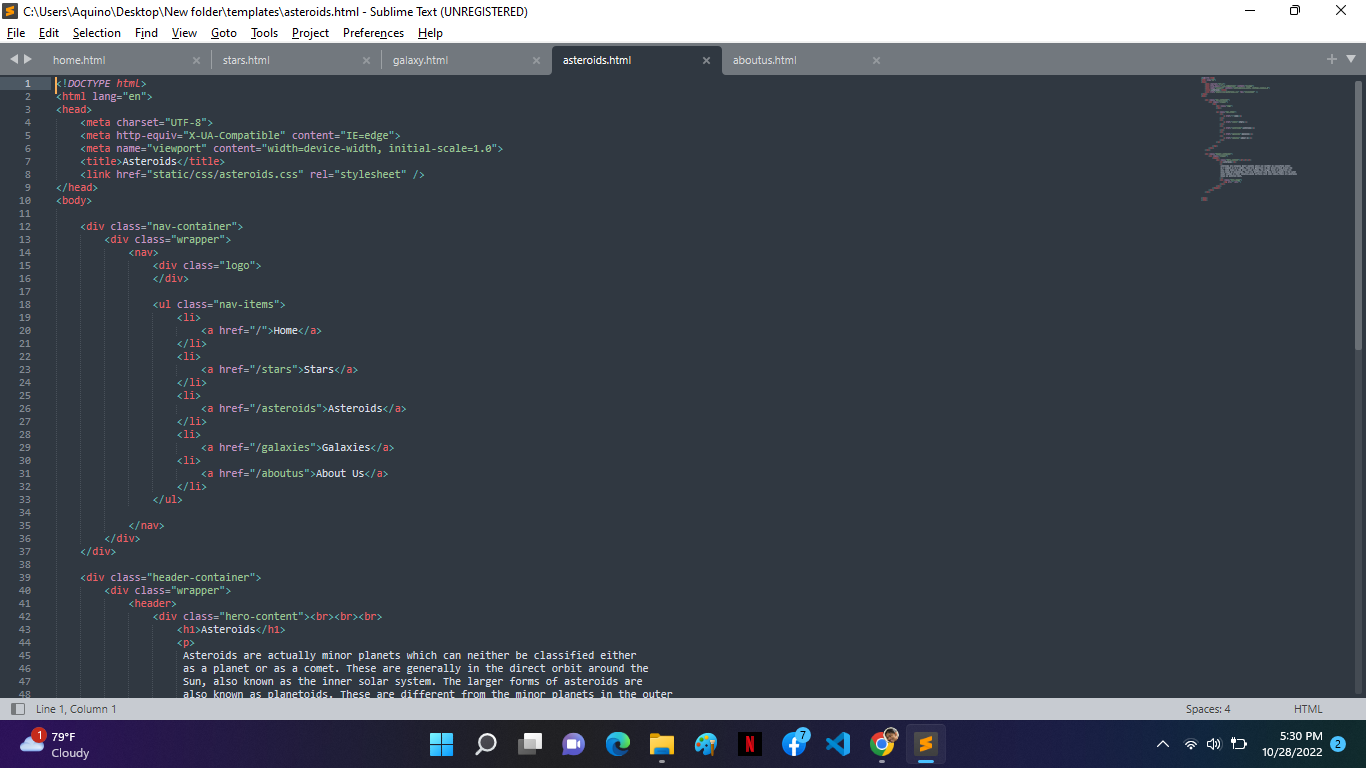 C:\Users\Aquino\Desktop\New folder\templates\asteroids.html - Sublime Text (UNREGISTERED)
File Edit Selection Find View Goto Tools Project Preferences Help
home.html stars.html galaxy.html asteroids.html aboutus.html
1 <!DOCTYPE html>
2 <html lang="en">
3 <head>
4 <meta charset="UTF-8">
5 <meta http-equiv="X-UA-Compatible" content="IE=edge">
6 <meta name="viewport" content="width=device-width, initial-scale=1.0">
7 <title>Asteroids</title>
8 <link href="static/css/asteroids.css" rel="stylesheet" />
9 </head>
10 <body>
11
12 <div class="nav-container">
13 <div class="wrapper">
14 <nav>
15 <div class="logo">
16 </div>
17
18 <ul class="nav-items">
19 <li>
20 <a href="/">Home</a>
21 </li>
22 <li>
23 <a href="/stars">Stars</a>
24 </li>
25 <li>
26 <a href="/asteroids">Asteroids</a>
27 </li>
28 <li>
29 <a href="/galaxies">Galaxies</a>
30 <li>
31 <a href="/aboutus">About Us</a>
32 </li>
33 </ul>
34
35 </nav>
36 </div>
37 </div>
38
39 <div class="header-container">
40 <div class="wrapper">
41 <header>
42 <div class="hero-content"><br><br><br>
43 <h1>Asteroids</h1>
44 <p>
45 Asteroids are actually minor planets which can neither be classified either
46 as a planet or as a comet. These are generally in the direct orbit around the
47 Sun, also known as the inner solar system. The larger forms of asteroids are
48 also known as planetoids. These are different from the minor planets in the outer
Line 1, Column 1 Spaces: 4 HTML
1 79°F
Cloudy
7
N
5:30 PM
10/28/2022
2